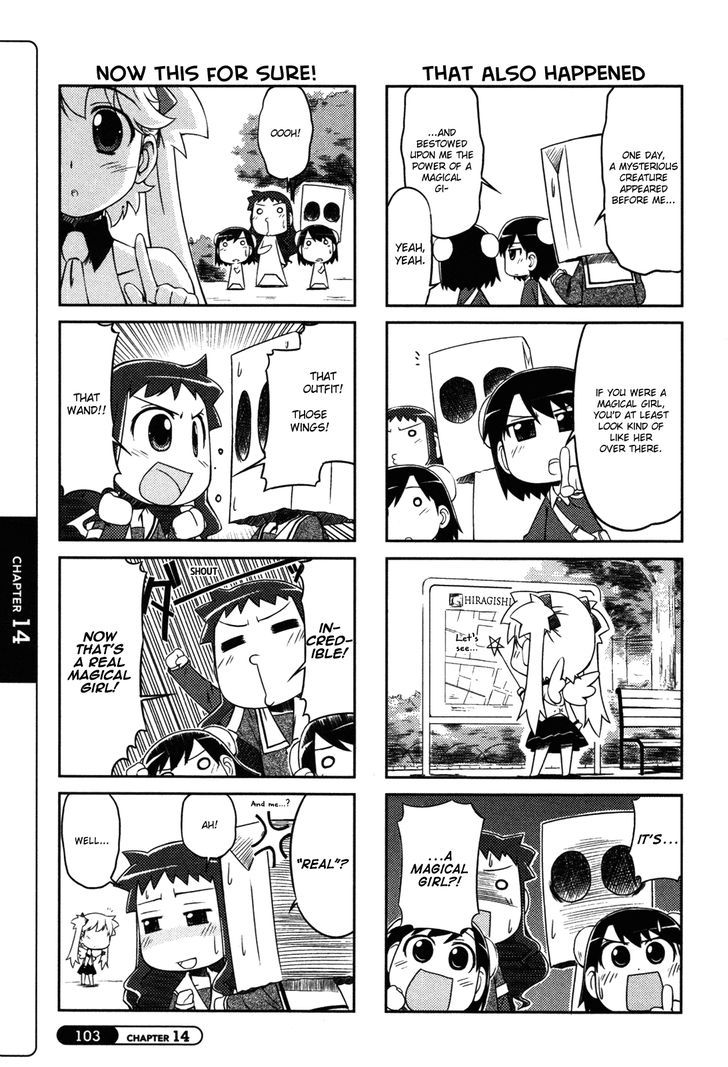 THAT ALSO HAPPENED
ONE DAY,
A MYSTERIOUS
CREATURE
APPEARED
BEFORE ME...
...AND
BESTOWED
UPON ME THE
POWER OF A
MAGICAL
GI-
YEAH,
YEAH.
IF YOU WERE A
MAGICAL GIRL,
YOU'D AT LEAST
LOOK KIND OF
LIKE HER
OVER THERE.
HIRAGISHI
Let's
see...
IT'S...
...A
MAGICAL
GIRL?!
NOW THIS FOR SURE!
OOOH!
THAT
OUTFIT!
THOSE
WINGS!
THAT
WAND!!
SHOUT
IN-
CRED-
IBLE!
NOW
THAT'S
A REAL
MAGICAL
GIRL!
And me...?
"REAL"?
AH!
WELL...
CHAPTER 14
103 CHAPTER 14